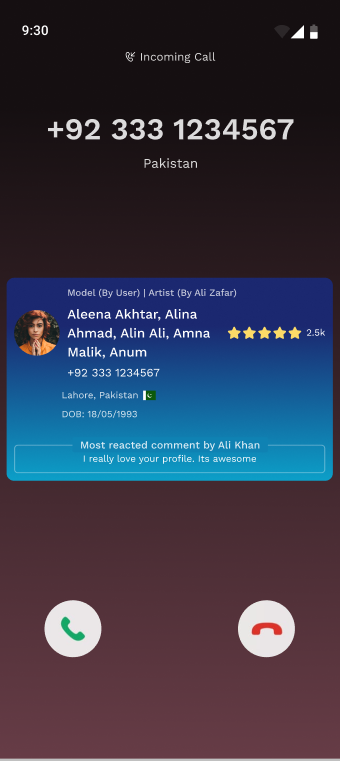 9:30
Incoming Call
+92 333 1234567
Pakistan
Model (By User) | Artist (By Ali Zafar)
Aleena Akhtar, Alina
Ahmad, Alin Ali, Amna
Malik, Anum
2.5k
+92 333 1234567
Lahore, Pakistan
DOB: 18/05/1993
Most reacted comment by Ali Khan
I really love your profile. Its awesome